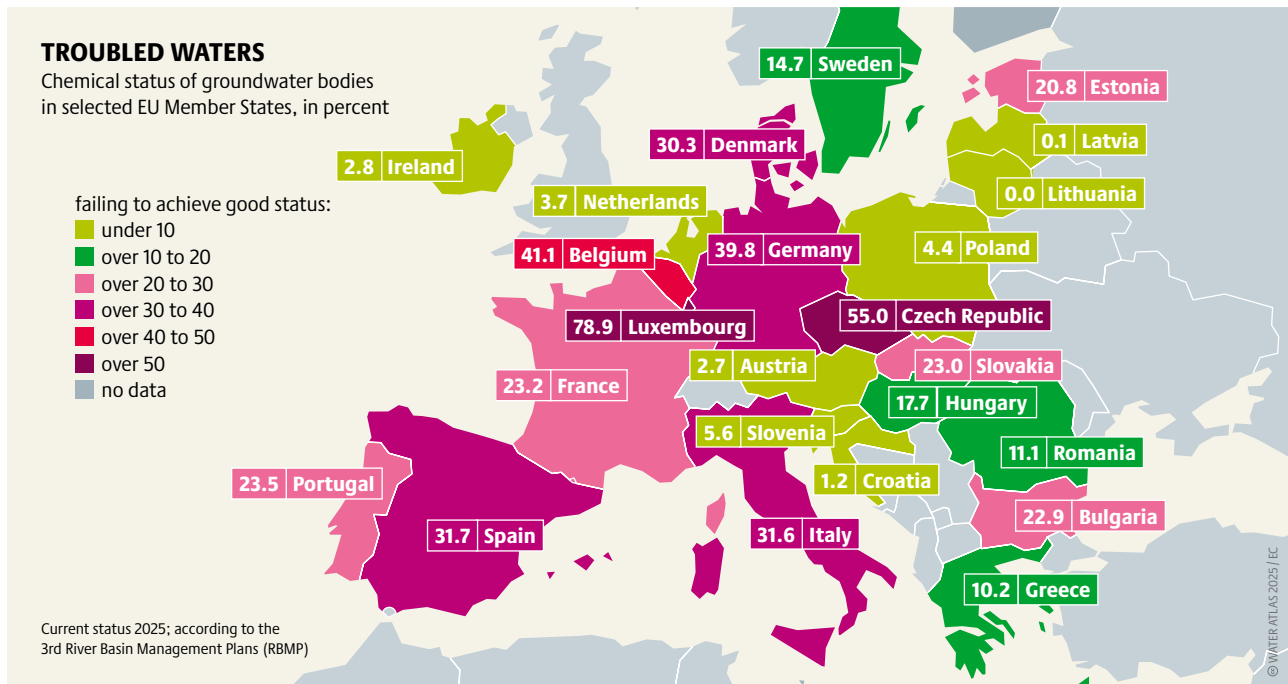 TROUBLED WATERS
Chemical status of groundwater bodies
in selected EU Member States, in percent
14.7 Sweden
20.8 Estonia
30.3 Denmark
0.1 Latvia
2.8 Ireland
0.0 Lithuania
3.7 Netherlands
failing to achieve good status:
under 10
over 10 to 20
over 20 to 30
over 30 to 40
over 40 to 50
over 50
no data
41.1 Belgium
39.8 Germany
4.4 Poland
78.9 Luxembourg
55.0 Czech Republic
2.7 Austria
23.0 Slovakia
23.2 France
17.7 Hungary
5.6 Slovenia
11.1 Romania
23.5 Portugal
1.2 Croatia
22.9 Bulgaria
31.7 Spain
31.6 Italy
10.2 Greece
Current status 2025; according to the
3rd River Basin Management Plans (RBMP)
© WATER ATLAS 2025 / EC